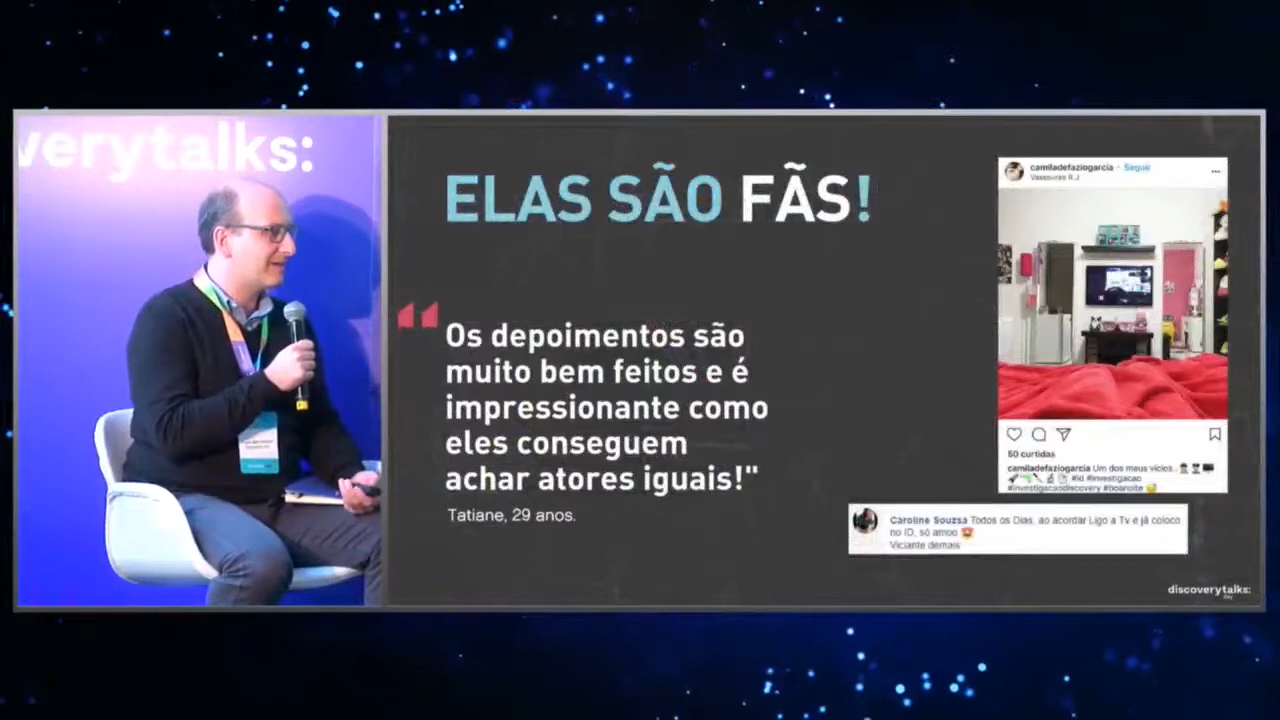 verytalks:
ELAS SÃO FÃS!
"Os depoimentos são
muito bem feitos e é
impressionante como
eles conseguem
achar atores iguais!"
Tatiane, 29 anos.
camiladefaziogarcia · Seguir
Vassouras R.J
50 curtidas
camiladefaziogarcia Um dos meus vícios..
#id #investigacao
#investigacaodiscovery #boanoite
Caroline Souzsa Todos os Dias, ao acordar Ligo a Tv e já coloco
no ID, só amoo
Viciante demais
discoverytalks:
day